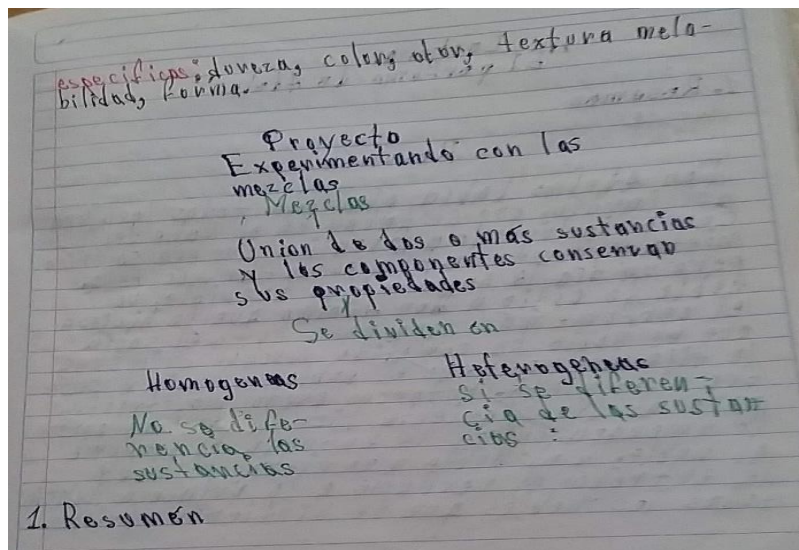 específicas: dureza, color, olor, textura mela-
bilidad, forma.
Proyecto
Experimentando con las
mezclas
Mezclas
Union de dos o más sustancias
y los componentes conservan
sus propiedades
Se dividen en
Homogeneas
Heterogeneas
No se dife-
rencia las
sustancias
si se diferen-
cia de las sustan
cias :
1. Resumén